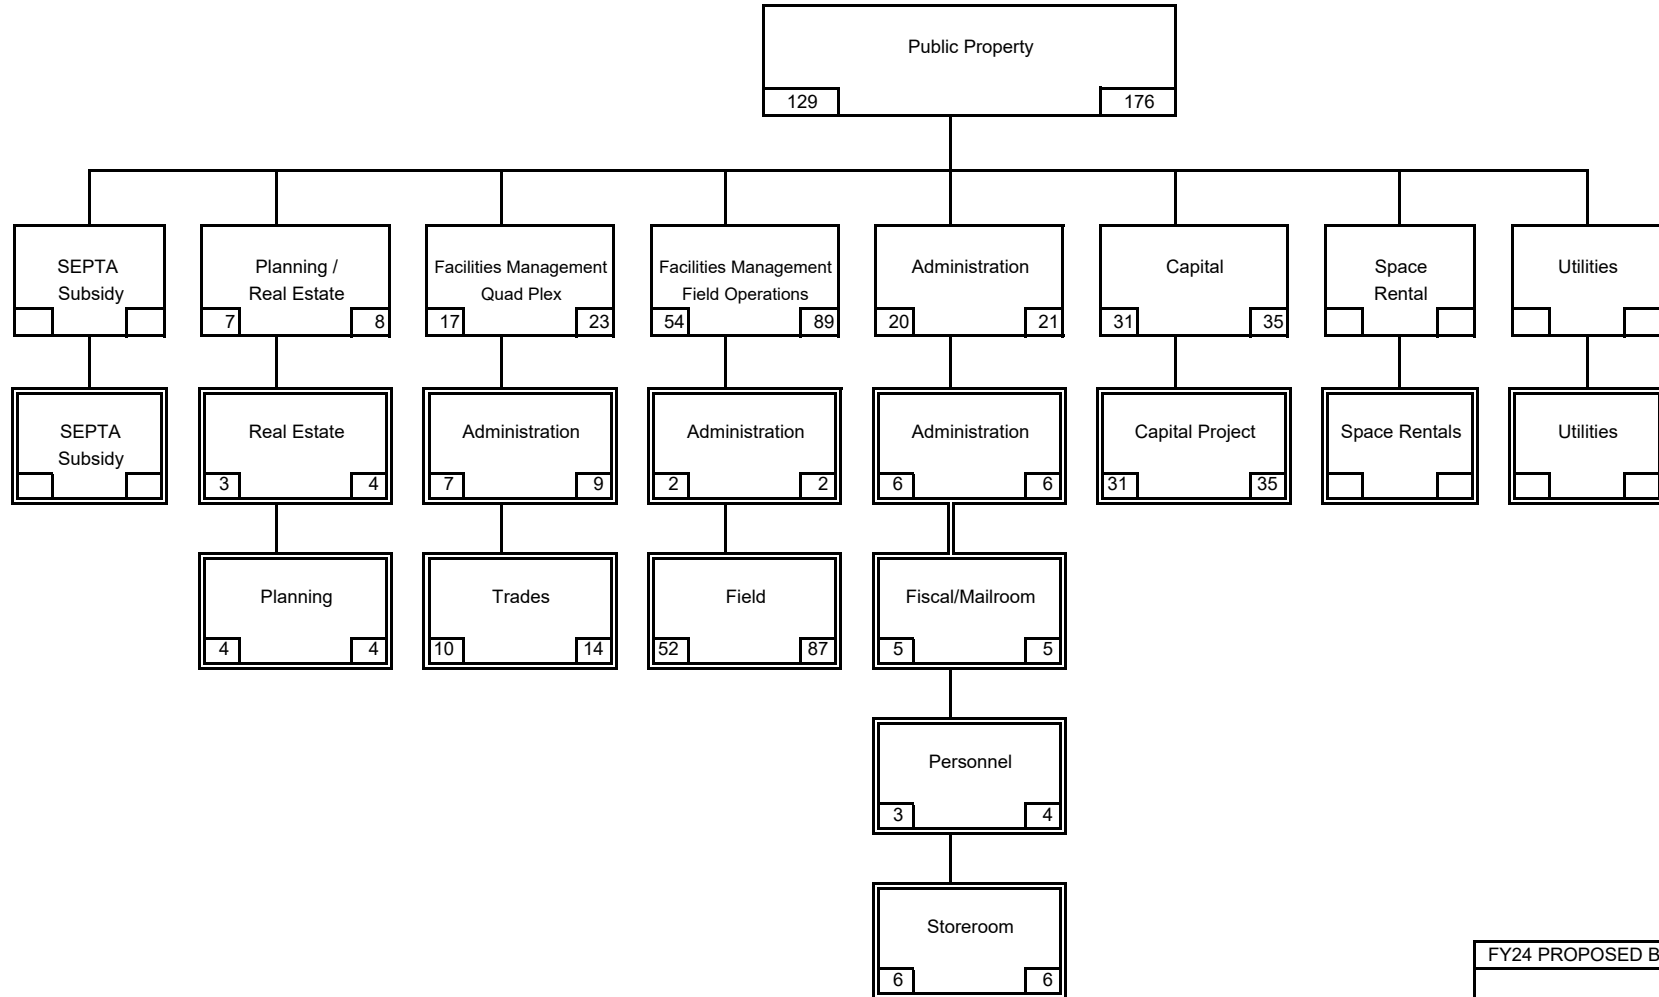 Public Property
129
176
SEPTA
Subsidy
Planning /
Real Estate
7
8
Facilities Management
Quad Plex
17
23
Facilities Management
Field Operations
54
89
Administration
20
21
Capital
31
35
Space
Rental
Utilities
SEPTA
Subsidy
Real Estate
3
4
Administration
7
9
Administration
2
2
Administration
6
6
Capital Project
31
35
Space Rentals
Utilities
Planning
4
4
Trades
10
14
Field
52
87
Fiscal/Mailroom
5
5
Personnel
3
4
Storeroom
6
6
FY24 PROPOSED B